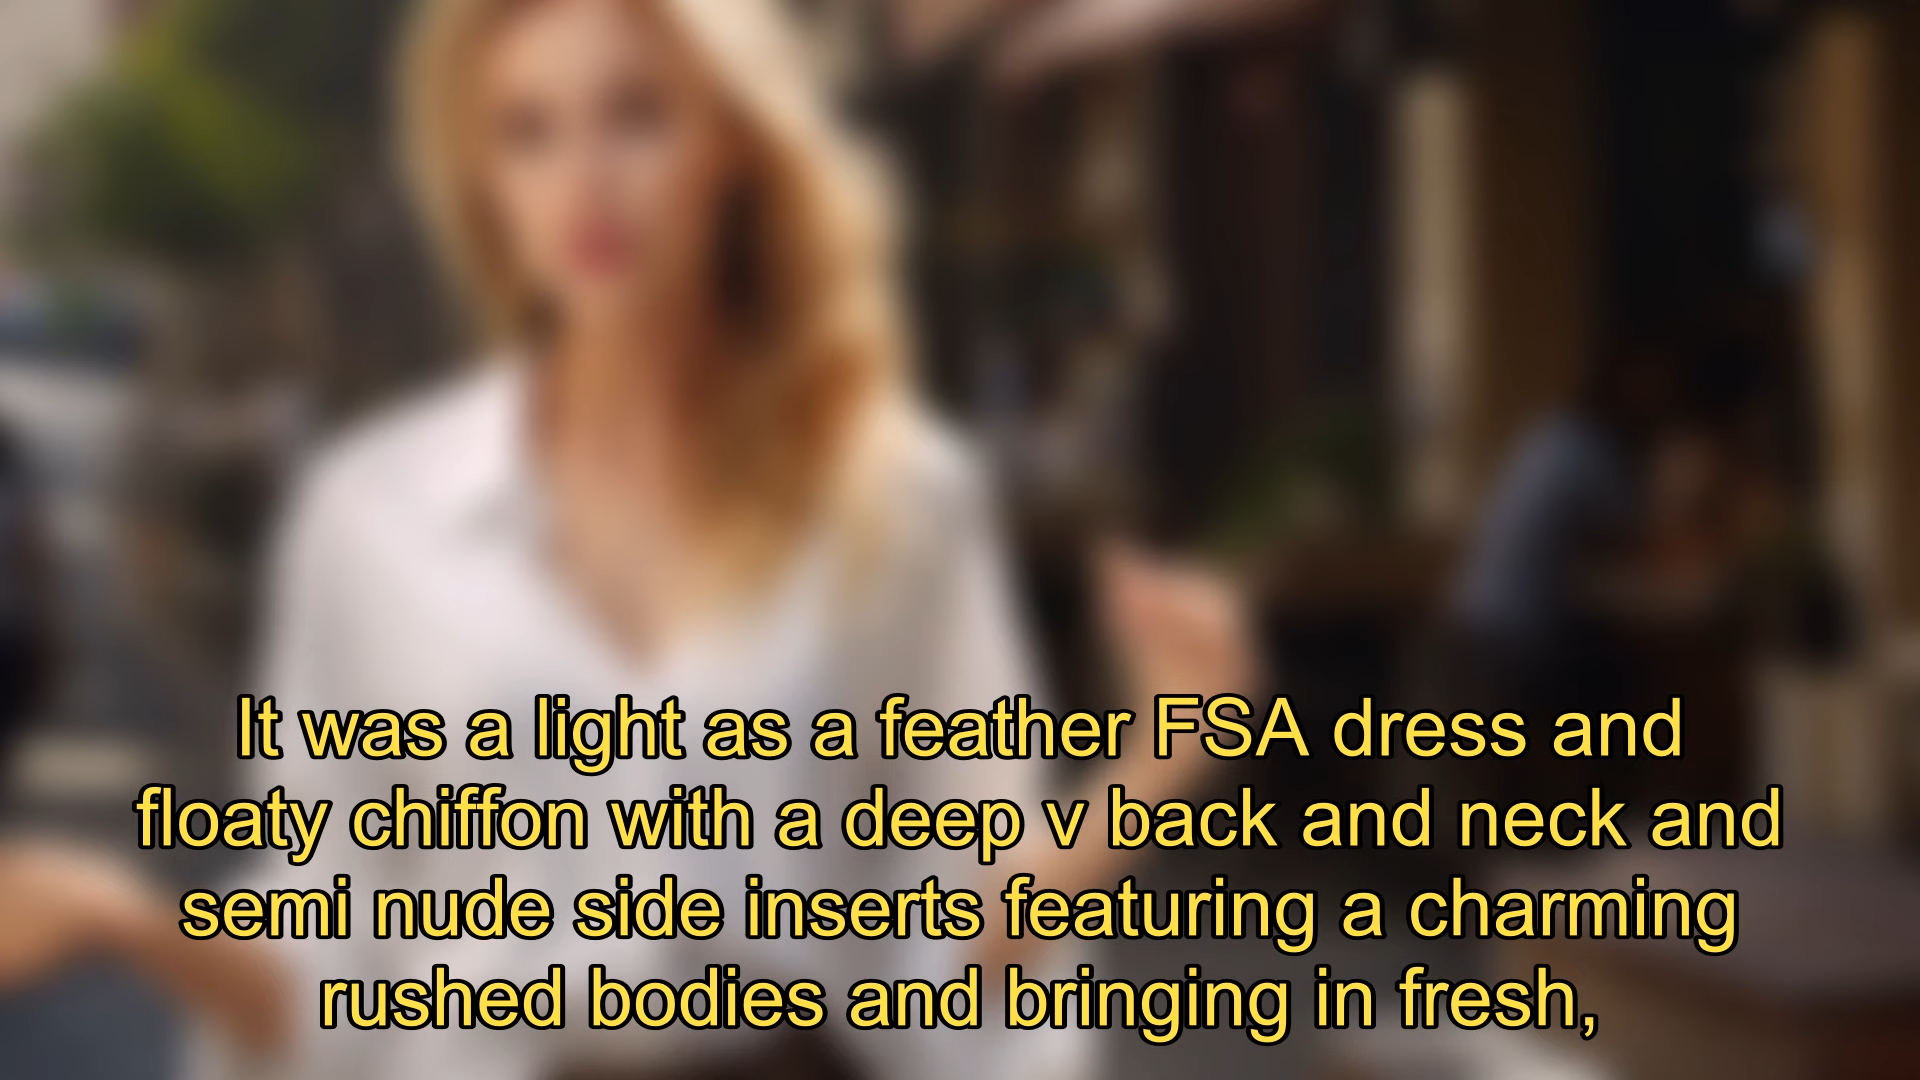 It was a light as a feather FSA dress and
floaty chiffon with a deep v back and neck and
semi nude side inserts featuring a charming
rushed bodies and bringing in fresh,